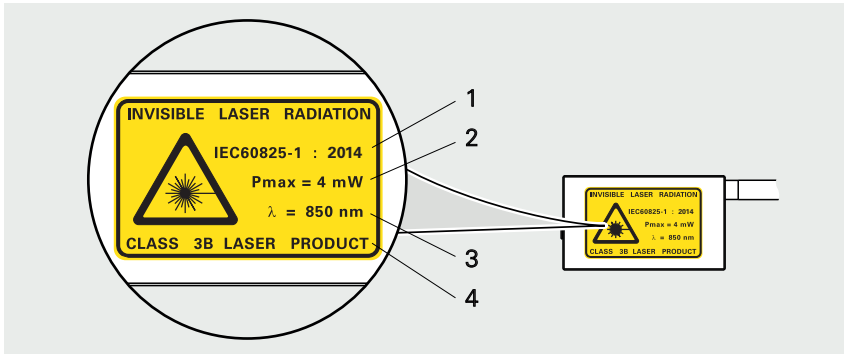 INVISIBLE LASER RADIATION
IEC60825-1 : 2014
Pmax = 4 mW
λ = 850 nm
CLASS 3B LASER PRODUCT
1
2
3
4
INVISIBLE LASER RADIATION
IEC60825-1 : 2014
Pmax = 4 mW
λ = 850 nm
CLASS 3B LASER PRODUCT